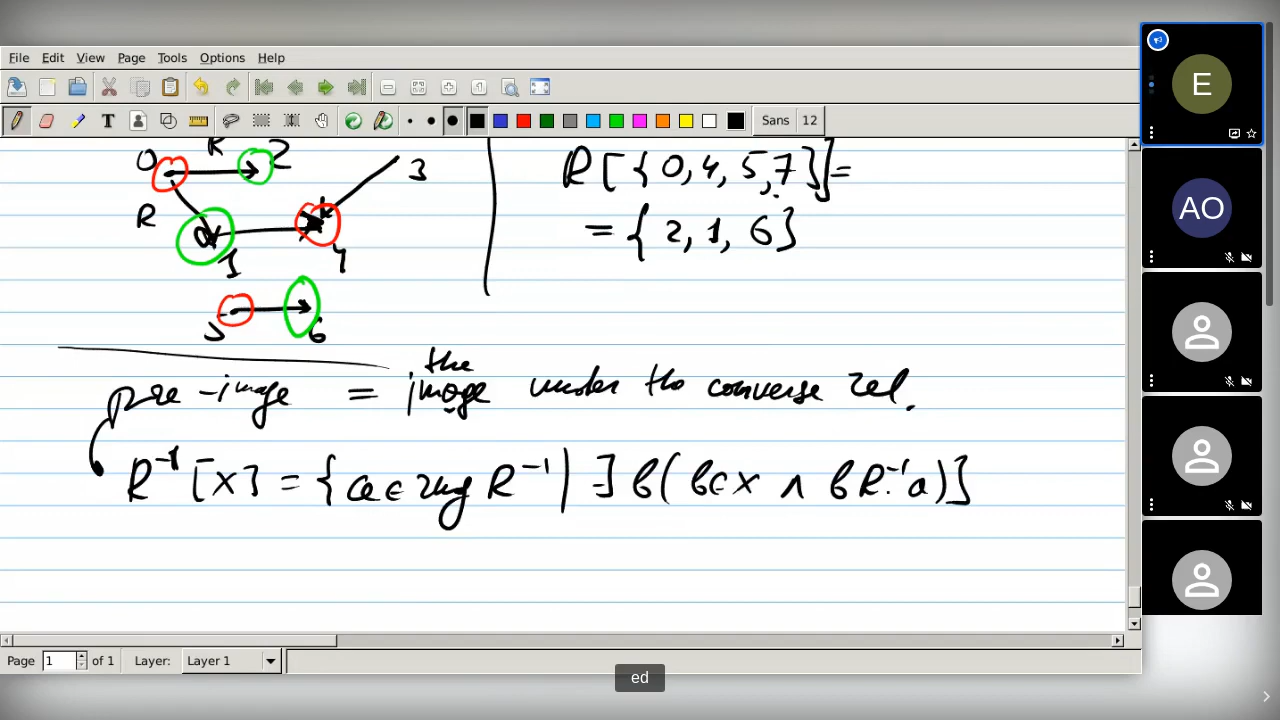 File Edit View Page Tools Options Help
Sans 12
0 R 2
3
R
1 4
5 6
R[{0,4,5,7}]=
= {2,1,6}
pre-image = the image under the converse rel.
R⁻¹[X] = {a ∈ rng R⁻¹ | ∃ b(b∈X ∧ bR⁻¹a)}
Page 1 of 1 Layer: Layer 1
ed
E
AO